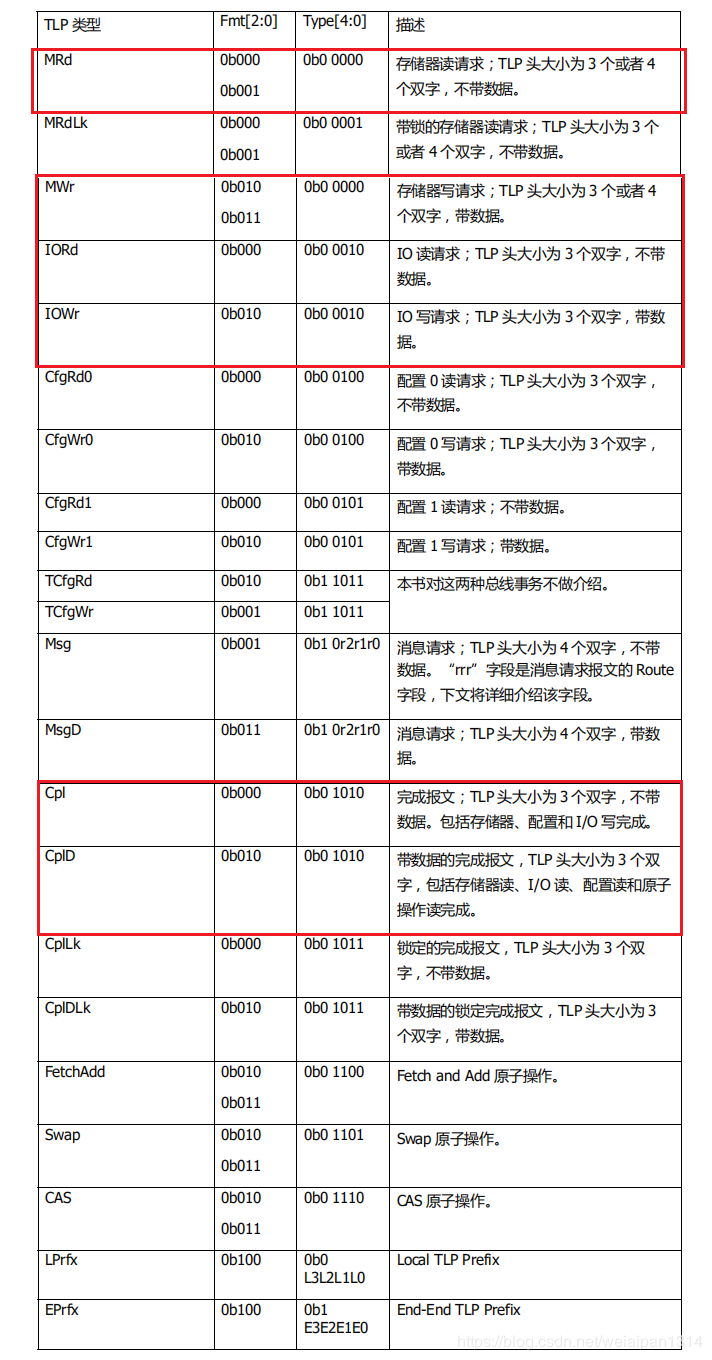 TLP 类型 Fmt[2:0] Type[4:0] 描述
MRd 0b000 0b0 0000 存储器读请求；TLP 头大小为 3 个或者 4
0b001 个双字，不带数据。
MRdLk 0b000 0b0 0001 带锁的存储器读请求；TLP 头大小为 3 个
0b001 或者 4 个双字，不带数据。
MWr 0b010 0b0 0000 存储器写请求；TLP 头大小为 3 个或者 4
0b011 个双字，带数据。
IORd 0b000 0b0 0010 IO 读请求；TLP 头大小为 3 个双字，不带
数据。
IOWr 0b010 0b0 0010 IO 写请求；TLP 头大小为 3 个双字，带数
据。
CfgRd0 0b000 0b0 0100 配置 0 读请求；TLP 头大小为 3 个双字，
不带数据。
CfgWr0 0b010 0b0 0100 配置 0 写请求；TLP 头大小为 3 个双字，
带数据。
CfgRd1 0b000 0b0 0101 配置 1 读请求；不带数据。
CfgWr1 0b010 0b0 0101 配置 1 写请求；带数据。
TCfgRd 0b010 0b1 1011 本书对这两种总线事务不做介绍。
TCfgWr 0b001 0b1 1011
Msg 0b001 0b1 0r2r1r0 消息请求；TLP 头大小为 4 个双字，不带
数据。“rrr”字段是消息请求报文的 Route
字段，下文将详细介绍该字段。
MsgD 0b011 0b1 0r2r1r0 消息请求；TLP 头大小为 4 个双字，带数
据。
Cpl 0b000 0b0 1010 完成报文；TLP 头大小为 3 个双字，不带
数据。包括存储器、配置和 I/O 写完成。
CplD 0b010 0b0 1010 带数据的完成报文，TLP 头大小为 3 个双
字，包括存储器读、I/O 读、配置读和原子
操作读完成。
CplLk 0b000 0b0 1011 锁定的完成报文，TLP 头大小为 3 个双
字，不带数据。
CplDLk 0b010 0b0 1011 带数据的锁定完成报文，TLP 头大小为 3
个双字，带数据。
FetchAdd 0b010 0b0 1100 Fetch and Add 原子操作。
0b011
Swap 0b010 0b0 1101 Swap 原子操作。
0b011
CAS 0b010 0b0 1110 CAS 原子操作。
0b011
LPrfx 0b100 0b0 Local TLP Prefix
L3L2L1L0
EPrfx 0b100 0b1 End-End TLP Prefix
E3E2E1E0
https://blog.csdn.net/weiaipan1314